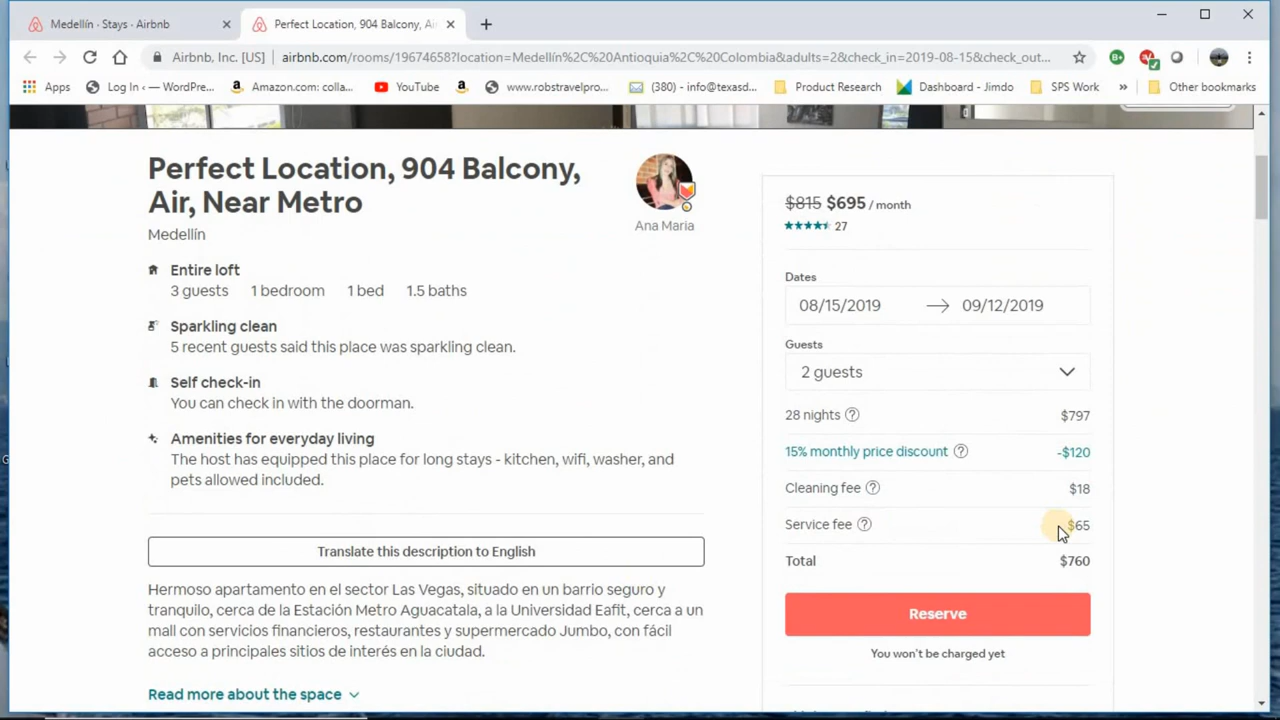 Medellín · Stays - Airbnb
Perfect Location, 904 Balcony, Ai
Airbnb, Inc. [US]
airbnb.com/rooms/19674658?location=Medellín%2C%20Antioquia%2C%20Colombia&adults=2&check_in=2019-08-15&check_out...
Apps
Log In ‹ — WordPre...
Amazon.com: colla...
YouTube
www.robstravelpro...
(380) - info@texasd...
Product Research
Dashboard - Jimdo
SPS Work
»
Other bookmarks
Perfect Location, 904 Balcony,
Air, Near Metro
Medellín
Ana Maria
Entire loft
3 guests 1 bedroom 1 bed 1.5 baths
Sparkling clean
5 recent guests said this place was sparkling clean.
Self check-in
You can check in with the doorman.
Amenities for everyday living
The host has equipped this place for long stays - kitchen, wifi, washer, and
pets allowed included.
Translate this description to English
Hermoso apartamento en el sector Las Vegas, situado en un barrio seguro y
tranquilo, cerca de la Estación Metro Aguacatala, a la Universidad Eafit, cerca a un
mall con servicios financieros, restaurantes y supermercado Jumbo, con fácil
acceso a principales sitios de interés en la ciudad.
Read more about the space
$815 $695 / month
27
Dates
08/15/2019 → 09/12/2019
Guests
2 guests
28 nights ? $797
15% monthly price discount ? -$120
Cleaning fee ? $18
Service fee ? $65
Total $760
Reserve
You won't be charged yet